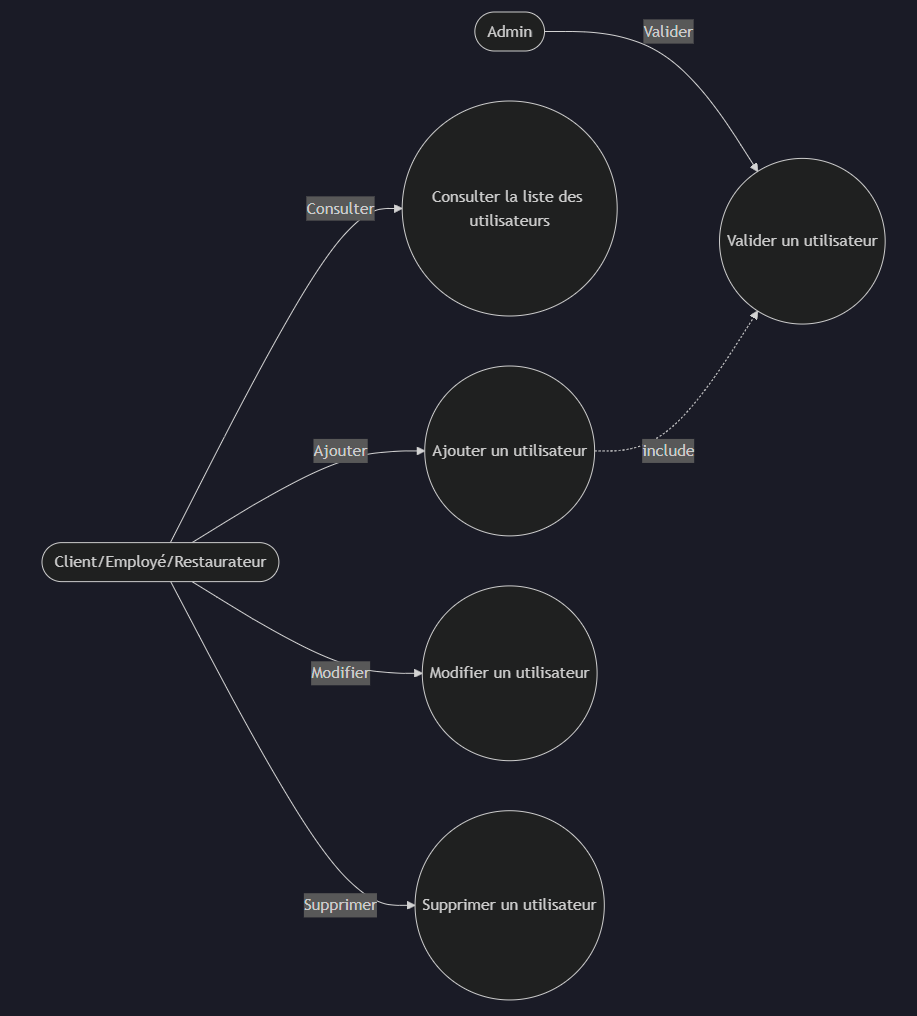 Admin
Valider
Consulter
Consulter la liste des
utilisateurs
Valider un utilisateur
Ajouter
Ajouter un utilisateur
include
Client/Employé/Restaurateur
Modifier
Modifier un utilisateur
Supprimer
Supprimer un utilisateur